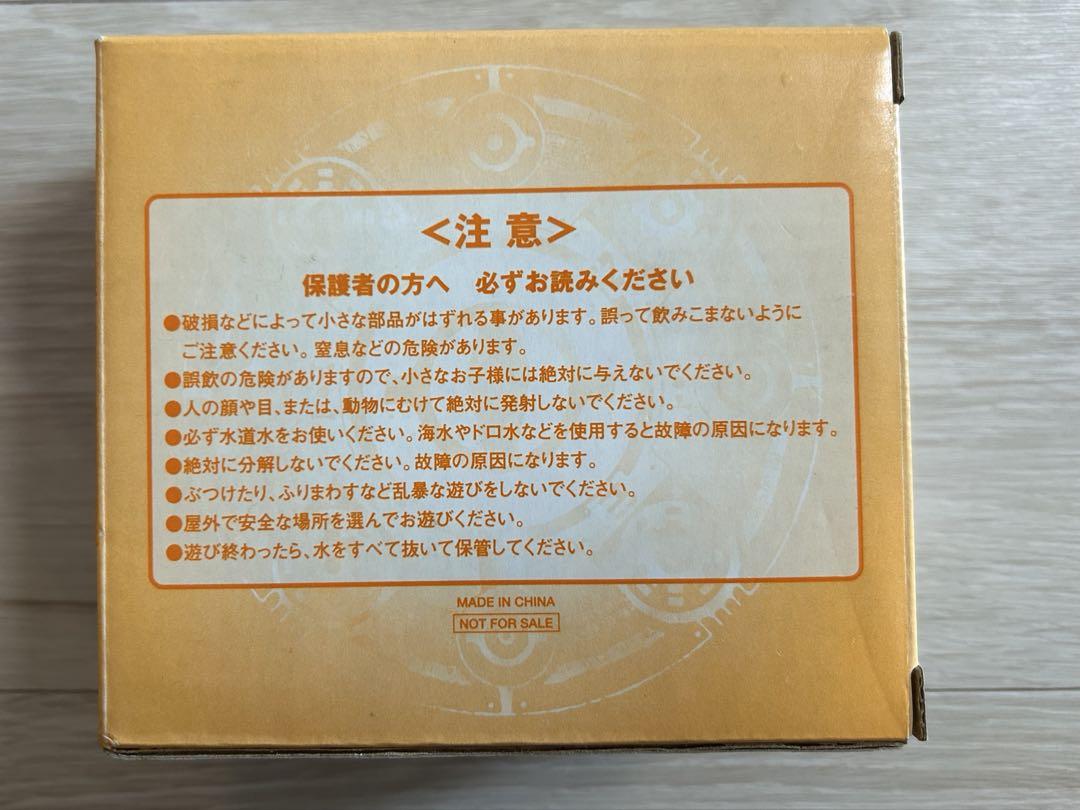 ＜注 意＞
保護者の方へ　必ずお読みください
●破損などによって小さな部品がはずれる事があります。誤って飲みこまないように
ご注意ください。窒息などの危険があります。
●誤飲の危険がありますので、小さなお子様には絶対に与えないでください。
●人の顔や目、または、動物にむけて絶対に発射しないでください。
●必ず水道水をお使いください。海水やドロ水などを使用すると故障の原因になります。
●絶対に分解しないでください。故障の原因になります。
●ぶつけたり、ふりまわすなど乱暴な遊びをしないでください。
●屋外で安全な場所を選んでお遊びください。
●遊び終わったら、水をすべて抜いて保管してください。
MADE IN CHINA
NOT FOR SALE